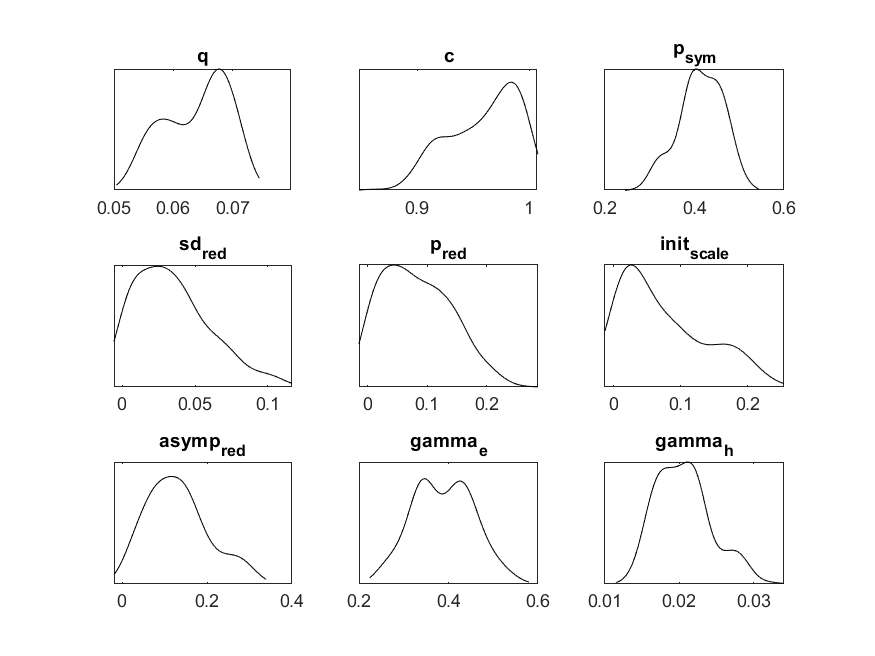 q c p_sym
0.05 0.06 0.07 0.9 1 0.2 0.4 0.6
sd_red p_red init_scale
0 0.05 0.1 0 0.1 0.2 0 0.1 0.2
asymp_red gamma_e gamma_h
0 0.2 0.4 0.2 0.4 0.6 0.01 0.02 0.03